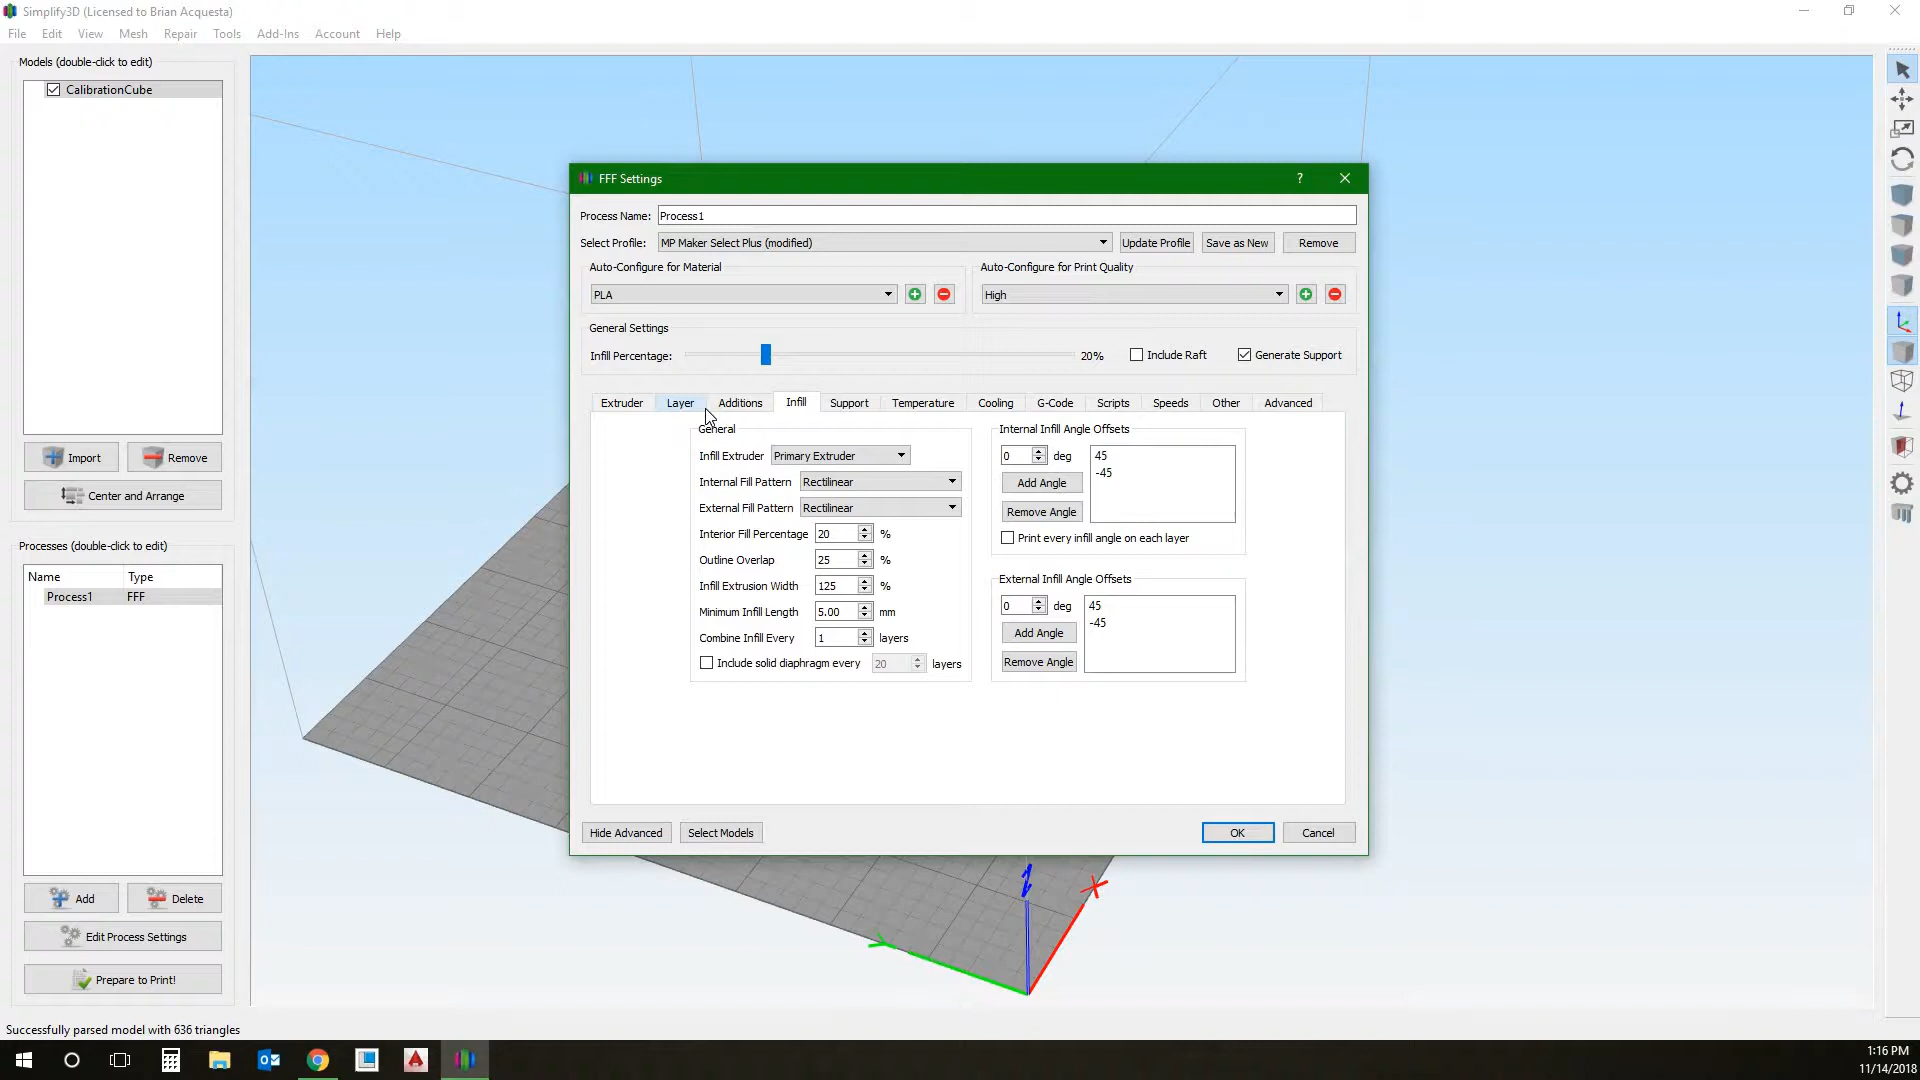 Simplify3D (Licensed to Brian Acquesta)
File Edit View Mesh Repair Tools Add-Ins Account Help
Models (double-click to edit)
CalibrationCube
Import Remove
Center and Arrange
Processes (double-click to edit)
Name Type
Process1 FFF
Add Delete
Edit Process Settings
Prepare to Print!
Successfully parsed model with 636 triangles
FFF Settings
?
Process Name: Process1
Select Profile: MP Maker Select Plus (modified) Update Profile Save as New Remove
Auto-Configure for Material
PLA
Auto-Configure for Print Quality
High
General Settings
Infill Percentage: 20% Include Raft Generate Support
Extruder Layer Additions Infill Support Temperature Cooling G-Code Scripts Speeds Other Advanced
General
Infill Extruder Primary Extruder
Internal Fill Pattern Rectilinear
External Fill Pattern Rectilinear
Interior Fill Percentage 20 %
Outline Overlap 25 %
Infill Extrusion Width 125 %
Minimum Infill Length 5.00 mm
Combine Infill Every 1 layers
Include solid diaphragm every 20 layers
Internal Infill Angle Offsets
0 deg
Add Angle
Remove Angle
45
-45
Print every infill angle on each layer
External Infill Angle Offsets
0 deg
Add Angle
Remove Angle
45
-45
Hide Advanced Select Models OK Cancel
1:16 PM
11/14/2018